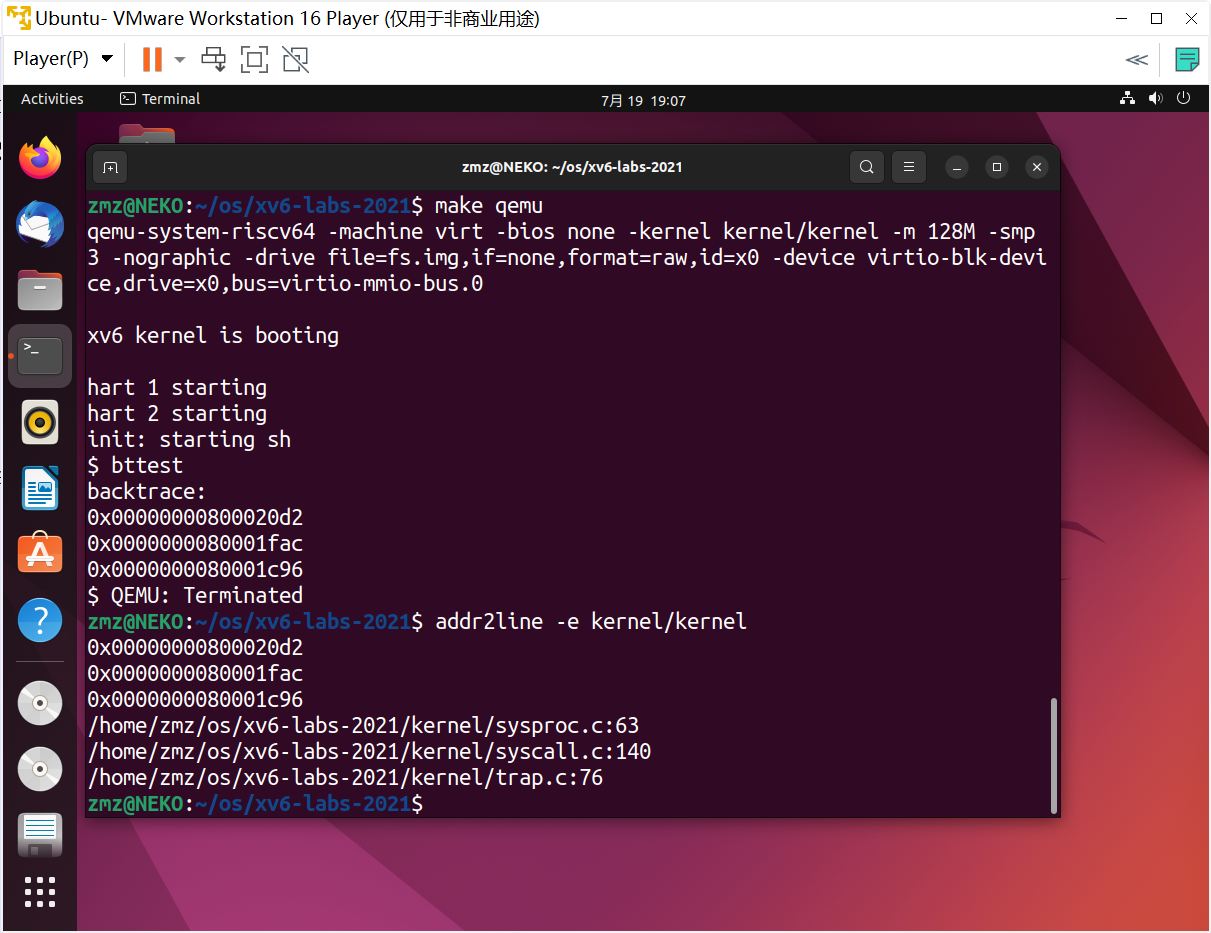 Ubuntu- VMware Workstation 16 Player (仅用于非商业用途)
Player(P)
Activities
Terminal
7月 19 19:07
zmz@NEKO: ~/os/xv6-labs-2021
zmz@NEKO:~/os/xv6-labs-2021$ make qemu
qemu-system-riscv64 -machine virt -bios none -kernel kernel/kernel -m 128M -smp
3 -nographic -drive file=fs.img,if=none,format=raw,id=x0 -device virtio-blk-devi
ce,drive=x0,bus=virtio-mmio-bus.0
xv6 kernel is booting
hart 1 starting
hart 2 starting
init: starting sh
$ bttest
backtrace:
0x00000000800020d2
0x0000000080001fac
0x0000000080001c96
$ QEMU: Terminated
zmz@NEKO:~/os/xv6-labs-2021$ addr2line -e kernel/kernel
0x00000000800020d2
0x0000000080001fac
0x0000000080001c96
/home/zmz/os/xv6-labs-2021/kernel/sysproc.c:63
/home/zmz/os/xv6-labs-2021/kernel/syscall.c:140
/home/zmz/os/xv6-labs-2021/kernel/trap.c:76
zmz@NEKO:~/os/xv6-labs-2021$